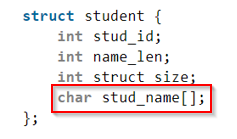 struct student {
int stud_id;
int name_len;
int struct_size;
char stud_name[];
};